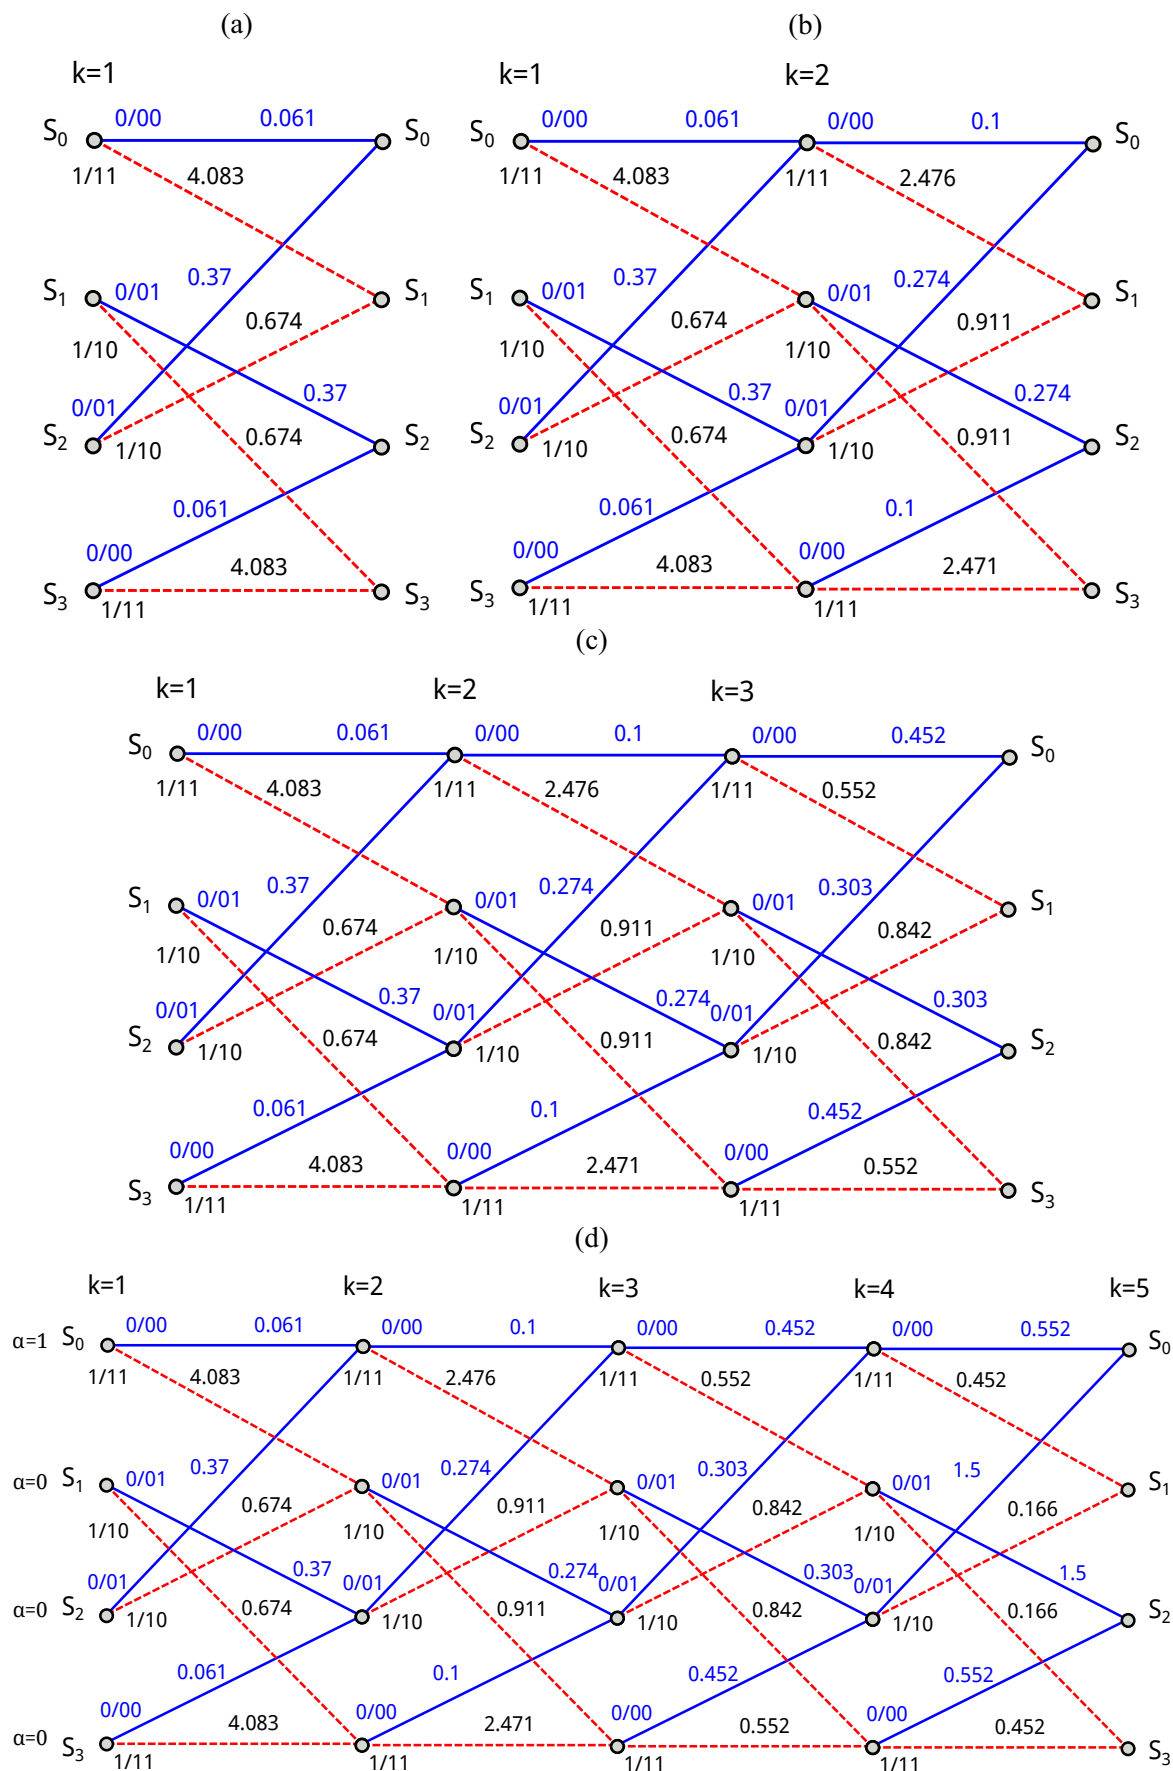 (a) (b)
k=1 k=1 k=2
0/00 0.061 0/00 0.061 0/00 0.1
S0 S0 S0 S0
1/11 4.083 1/11 4.083 1/11 2.476
0.37 0.37 0.274
S1 0/01 S1 S1 0/01 0/01 S1
0.674 0.674 0.911
1/10 1/10 1/10
0.37 0.37 0.274
0/01 0/01 0/01
S2 1/10 0.674 S2 S2 1/10 0.674 1/10 0.911 S2
0.061 0.061 0.1
0/00 0/00 0/00
4.083 4.083 2.471
S3 1/11 S3 S3 1/11 1/11 S3
(c)
k=1 k=2 k=3
0/00 0.061 0/00 0.1 0/00 0.452
S0 S0
1/11 4.083 1/11 2.476 1/11 0.552
0.37 0.274 0.303
S1 0/01 0/01 0/01 S1
0.674 0.911 0.842
1/10 1/10 1/10
0/01 0.37 0/01 0.274 0/01 0.303
S2 1/10 0.674 1/10 0.911 1/10 0.842 S2
0.061 0.1 0.452
0/00 0/00 0/00
4.083 2.471 0.552
S3 1/11 1/11 1/11 S3
(d)
k=1 k=2 k=3 k=4 k=5
0/00 0.061 0/00 0.1 0/00 0.452 0/00 0.552
α=1 S0 S0
1/11 4.083 1/11 2.476 1/11 0.552 1/11 0.452
0.37 0.274 0.303 1.5
α=0 S1 0/01 0/01 0/01 0/01 S1
0.674 0.911 0.842 0.166
1/10 1/10 1/10 1/10
0/01 0.37 0/01 0.274 0/01 0.303 0/01 1.5
α=0 S2 1/10 0.674 1/10 0.911 1/10 0.842 1/10 0.166 S2
0.061 0.1 0.452 0.552
0/00 0/00 0/00 0/00
4.083 2.471 0.552 0.452
α=0 S3 1/11 1/11 1/11 1/11 S3